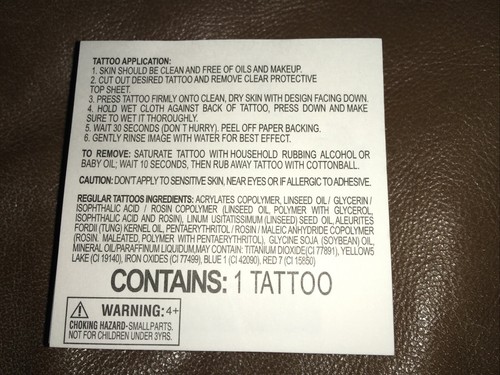 TATTOO APPLICATION:
1. SKIN SHOULD BE CLEAN AND FREE OF OILS AND MAKEUP.
2. CUT OUT DESIRED TATTOO AND REMOVE CLEAR PROTECTIVE
TOP SHEET.
3. PRESS TATTOO FIRMLY ONTO CLEAN, DRY SKIN WITH DESIGN FACING DOWN.
4. HOLD WET CLOTH AGAINST BACK OF TATTOO, PRESS DOWN AND MAKE
SURE TO WET IT THOROUGHLY.
5. WAIT 30 SECONDS (DON T HURRY). PEEL OFF PAPER BACKING.
6. GENTLY RINSE IMAGE WITH WATER FOR BEST EFFECT.
TO REMOVE: SATURATE TATTOO WITH HOUSEHOLD RUBBING ALCOHOL OR
BABY OIL; WAIT 10 SECONDS, THEN RUB AWAY TATTOO WITH COTTONBALL.
CAUTION: DON'T APPLY TO SENSITIVE SKIN, NEAR EYES OR IF ALLERGIC TO ADHESIVE.
REGULAR TATTOOS INGREDIENTS: ACRYLATES COPOLYMER, LINSEED OIL / GLYCERIN /
ISOPHTHALIC ACID / ROSIN COPOLYMER (LINSEED OIL, POLYMER WITH GLYCEROL,
ISOPHTHALIC ACID AND ROSIN), LINUM USITATISSIMUM (LINSEED) SEED OIL, ALEURITES
FORDII (TUNG) KERNEL OIL, PENTAERYTHRITOL / ROSIN / MALEIC ANHYDRIDE COPOLYMER
(ROSIN, MALEATED, POLYMER WITH PENTAERYTHRITOL), GLYCINE SOJA (SOYBEAN) OIL,
MINERAL OIL/PARAFFINUM LIQUIDUM,MAY CONTAIN: TITANIUM DIOXIDE(CI 77891), YELLOW5
LAKE (CI 19140), IRON OXIDES (CI 77499), BLUE 1 (CI 42090), RED 7 (CI 15850)
CONTAINS: 1 TATTOO
WARNING: 4+
CHOKING HAZARD-SMALL PARTS.
NOT FOR CHILDREN UNDER 3YRS.